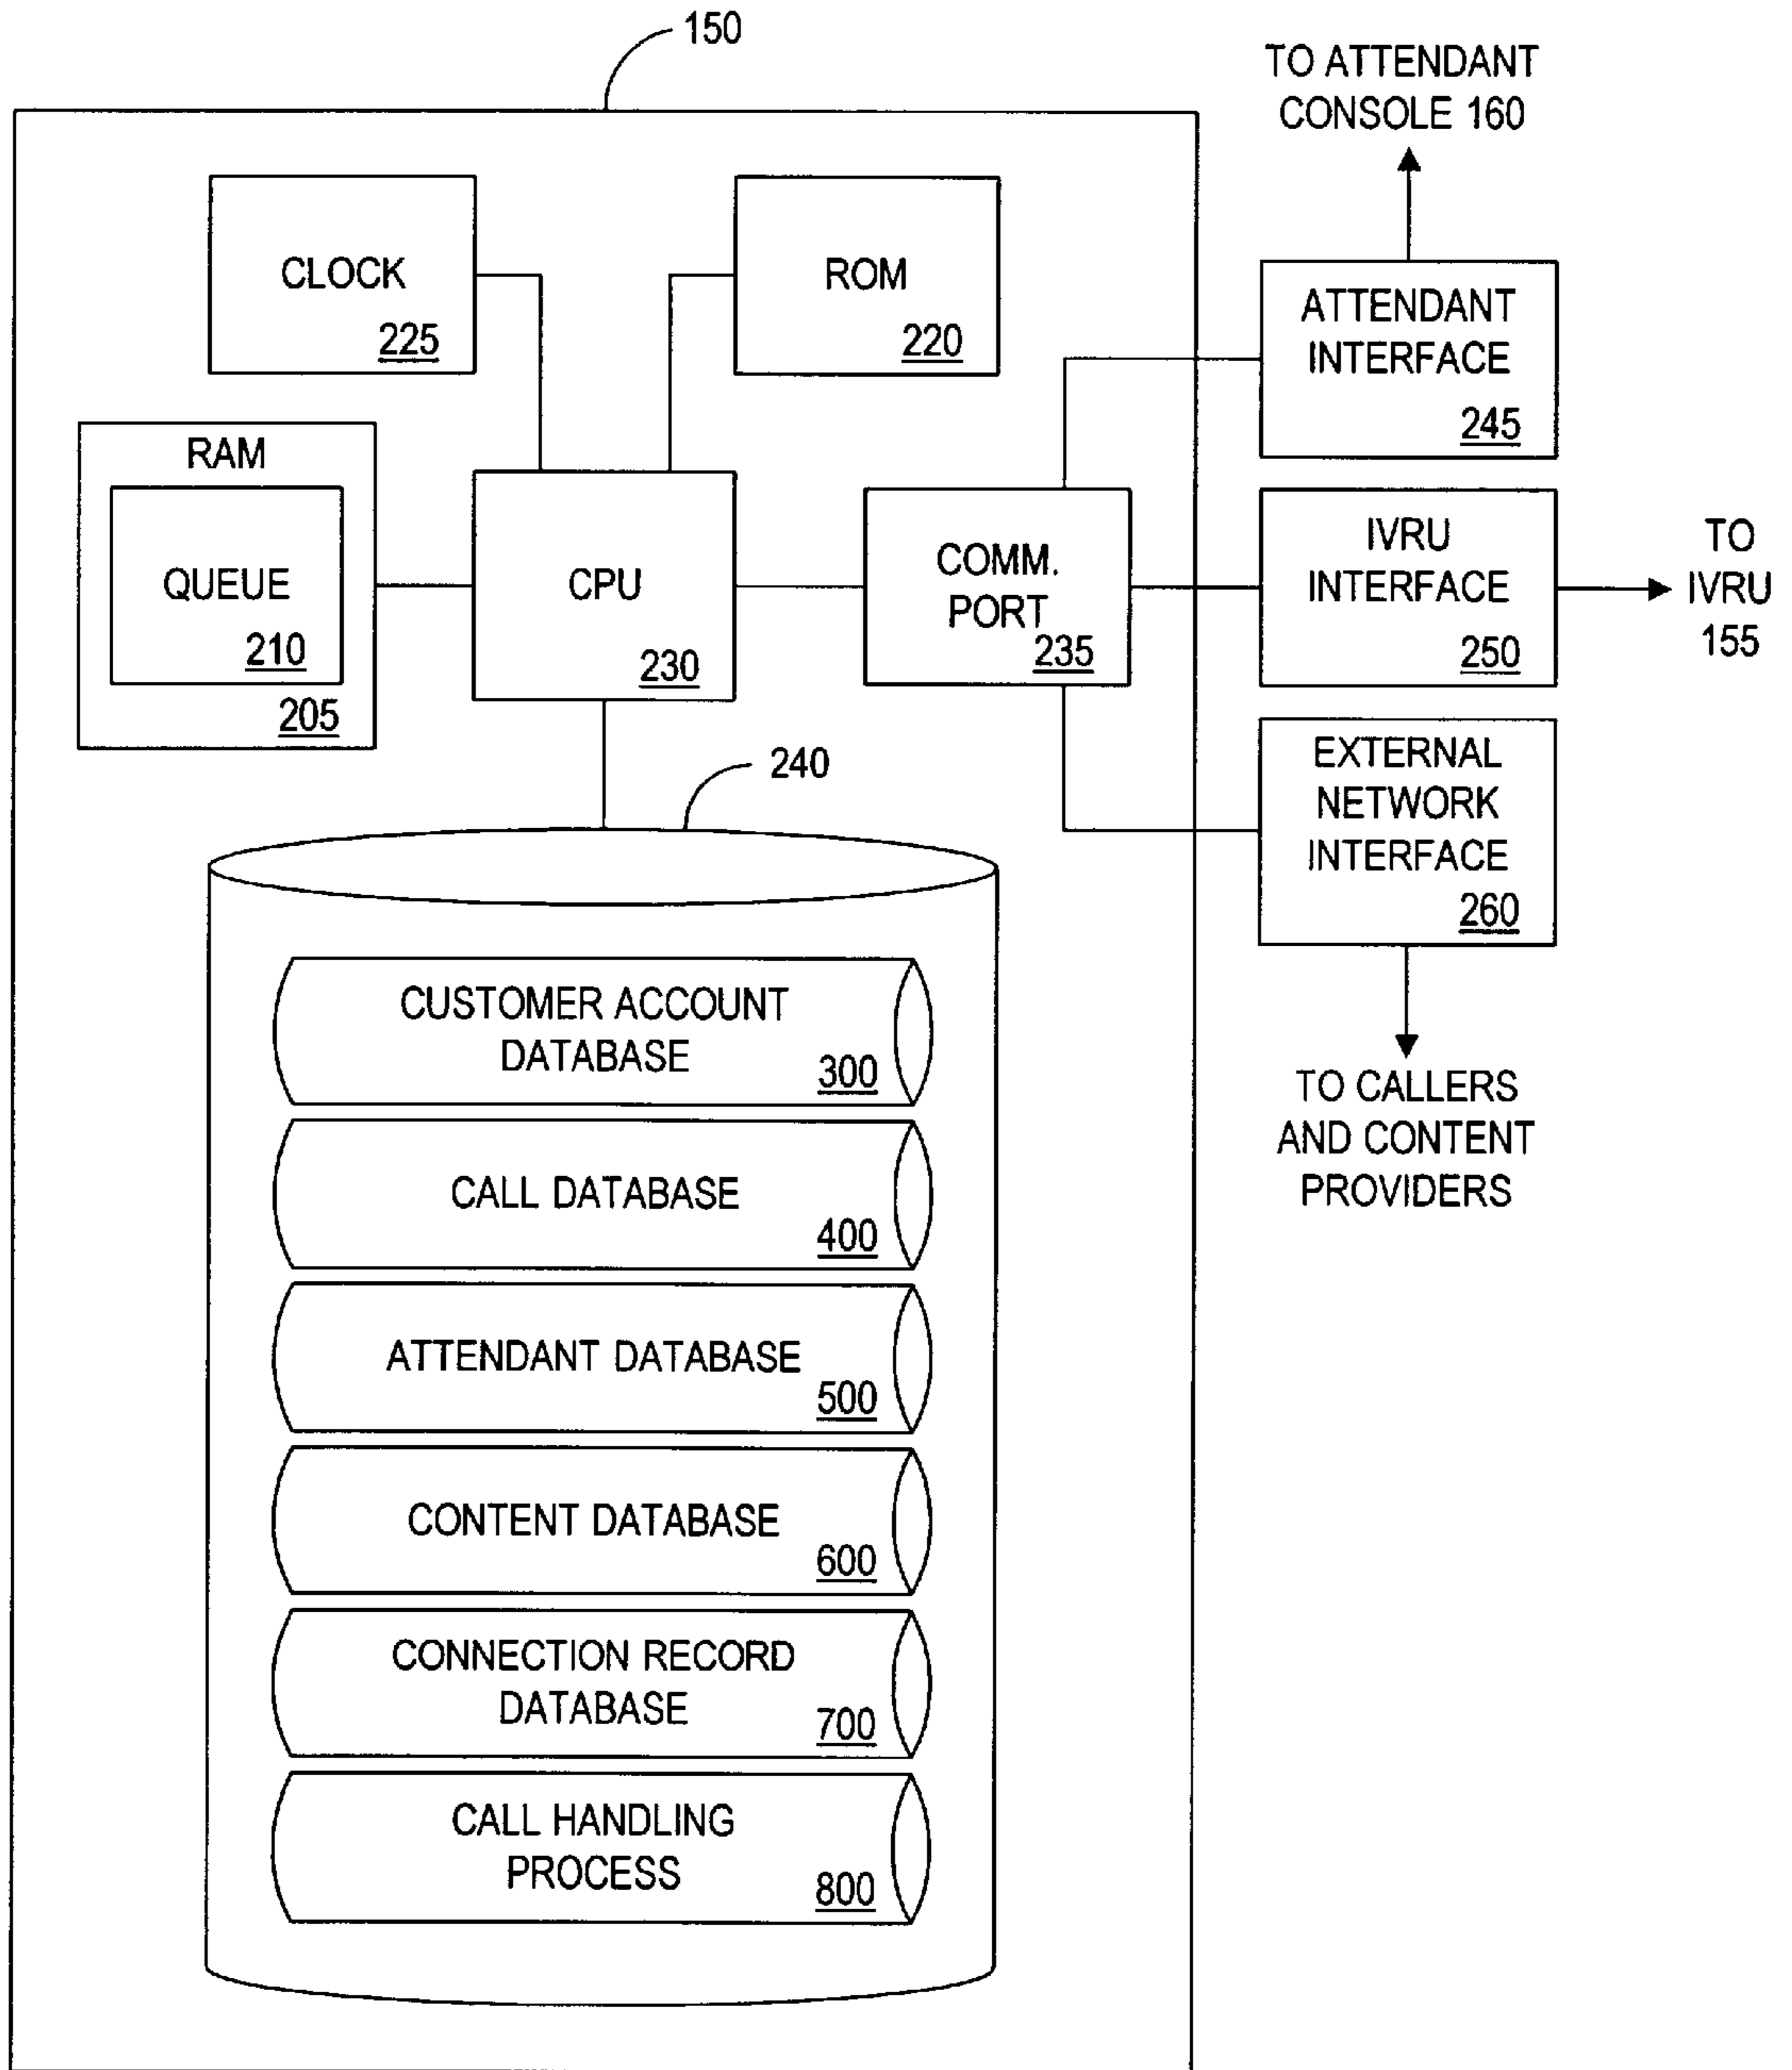 150
TO ATTENDANT
CONSOLE 160
CLOCK
225
ROM
220
ATTENDANT
INTERFACE
245
RAM
QUEUE
210
205
CPU
230
COMM.
PORT
235
IVRU
INTERFACE
250
TO
IVRU
155
240
EXTERNAL
NETWORK
INTERFACE
260
TO CALLERS
AND CONTENT
PROVIDERS
CUSTOMER ACCOUNT
DATABASE
300
CALL DATABASE
400
ATTENDANT DATABASE
500
CONTENT DATABASE
600
CONNECTION RECORD
DATABASE
700
CALL HANDLING
PROCESS
800